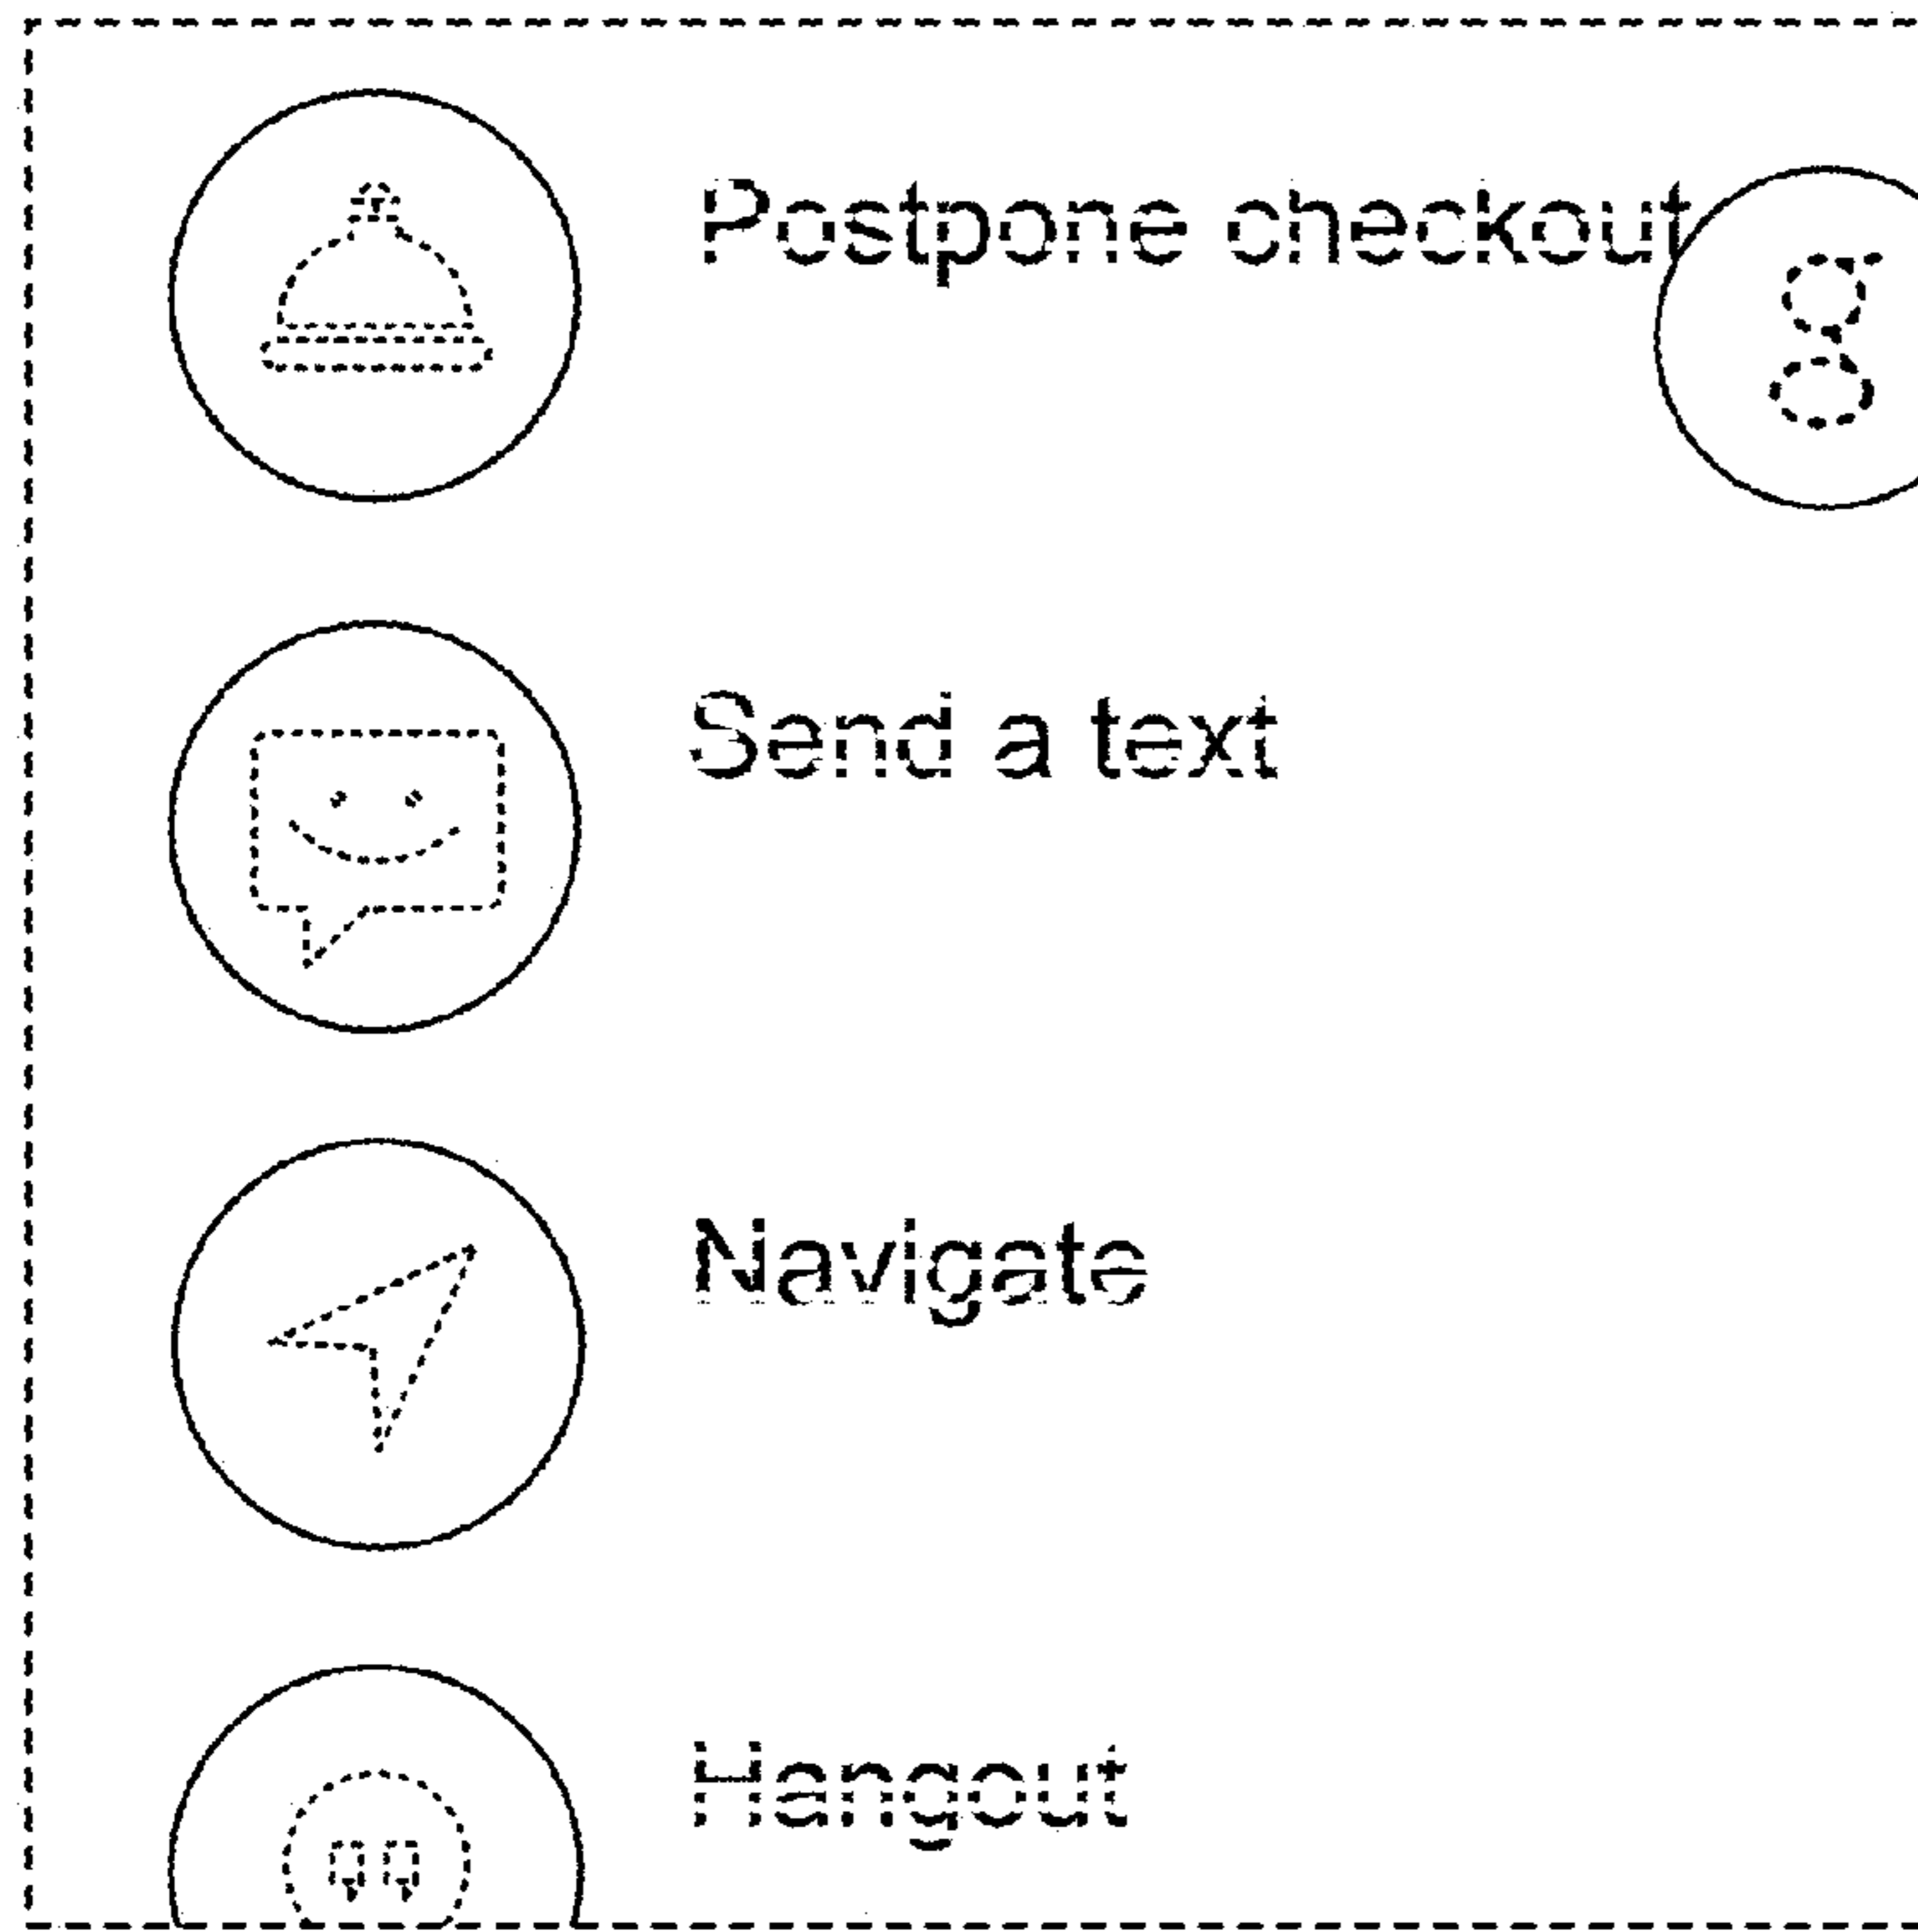 Postpone checkout
g
Send a text
Navigate
Hangout